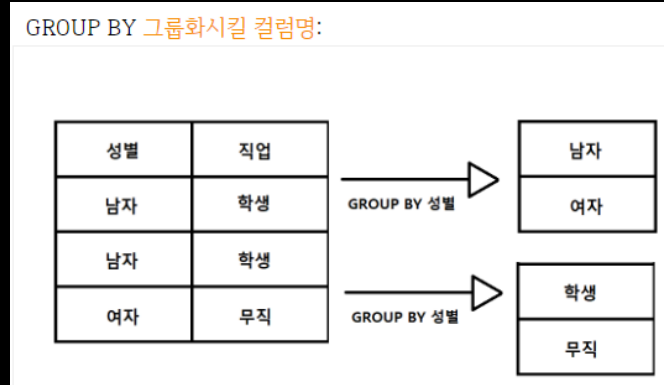 GROUP BY 그룹화시킬 컬럼명:
성별 직업
남자 학생
남자 학생
여자 무직
GROUP BY 성별
남자
여자
GROUP BY 성별
학생
무직